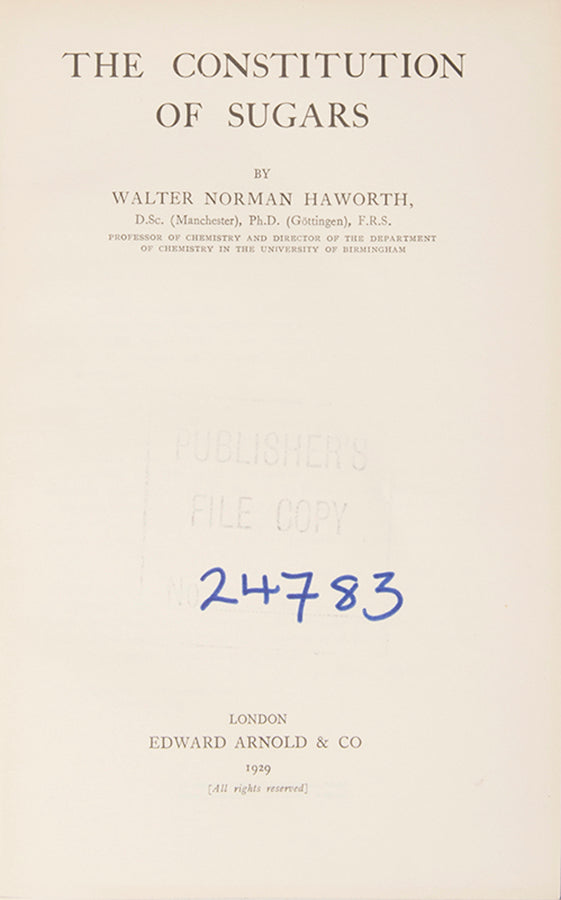 THE CONSTITUTION
OF SUGARS
BY
WALTER NORMAN HAWORTH,
D.Sc. (Manchester), Ph.D. (Göttingen), F.R.S.
PROFESSOR OF CHEMISTRY AND DIRECTOR OF THE DEPARTMENT
OF CHEMISTRY IN THE UNIVERSITY OF BIRMINGHAM
PUBLISHER'S
FILE COPY
No 24783
LONDON
EDWARD ARNOLD & CO
1929
[All rights reserved]